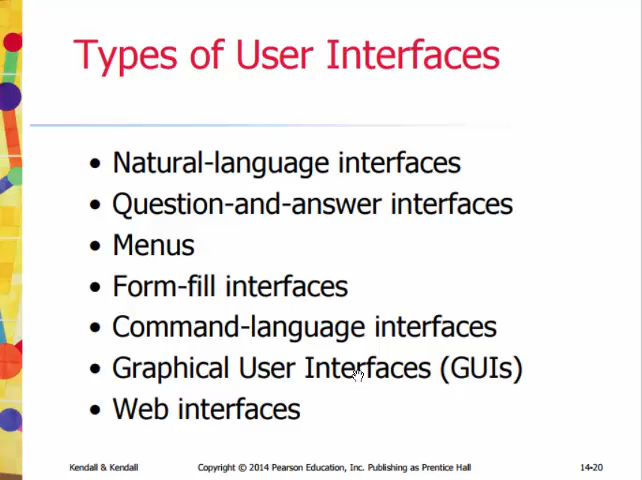 Types of User Interfaces
• Natural-language interfaces
• Question-and-answer interfaces
• Menus
• Form-fill interfaces
• Command-language interfaces
• Graphical User Interfaces (GUIs)
• Web interfaces
Kendall & Kendall Copyright © 2014 Pearson Education, Inc. Publishing as Prentice Hall 14-20